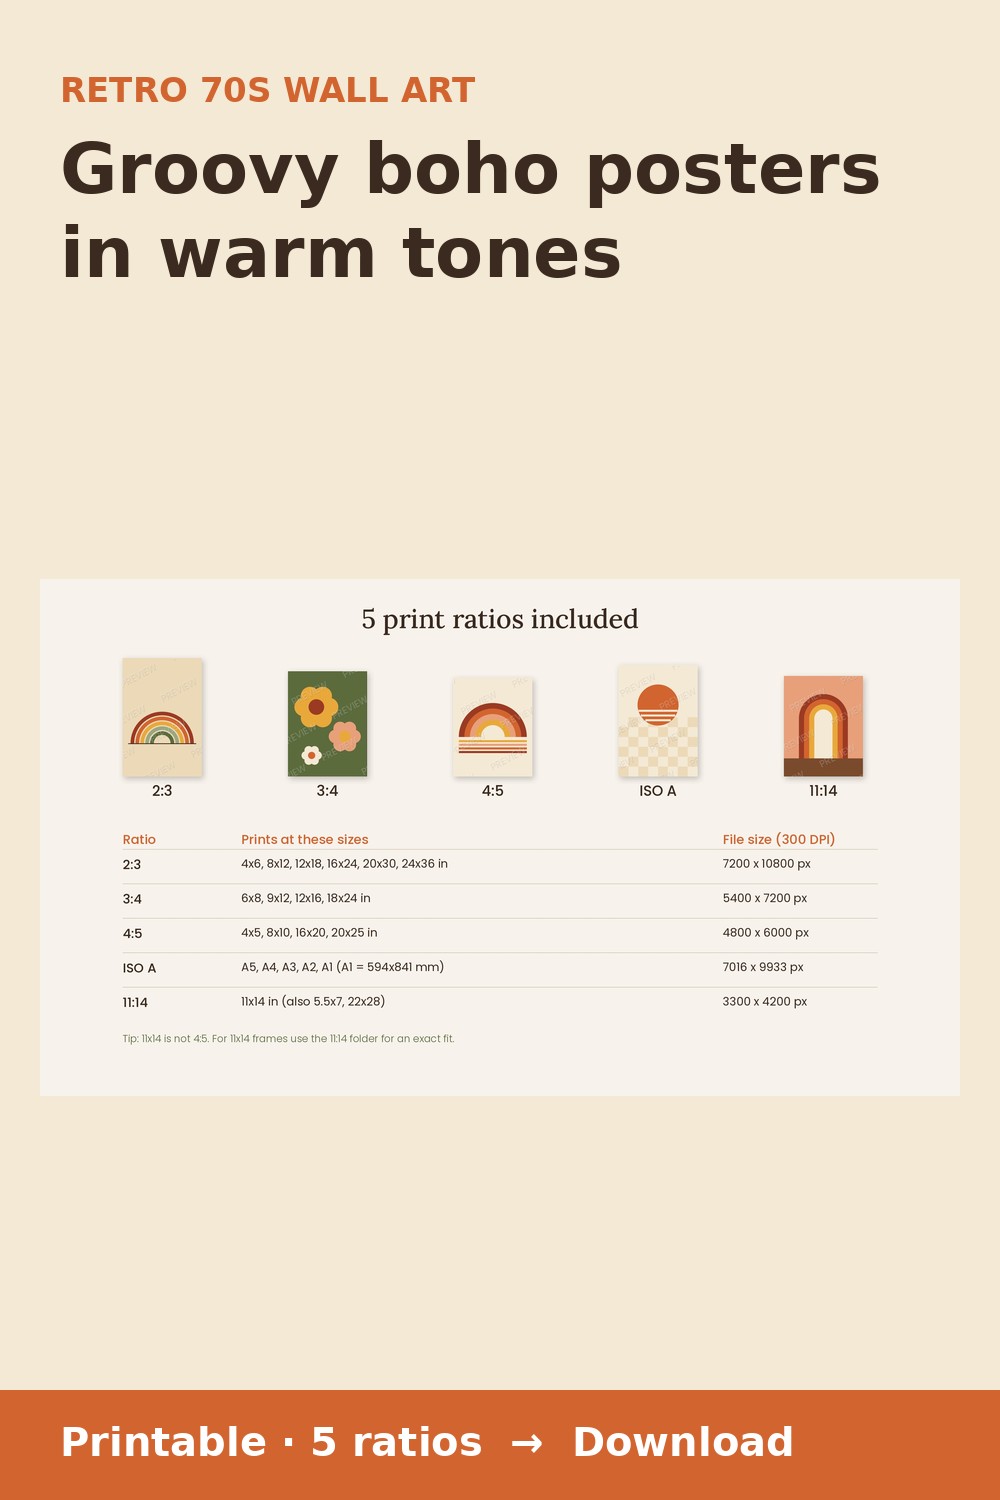 RETRO 70S WALL ART
Groovy boho posters
in warm tones
5 print ratios included
PREVIEW
2:3
3:4
4:5
ISO A
11:14
Ratio Prints at these sizes File size (300 DPI)
2:3 4x6, 8x12, 12x18, 16x24, 20x30, 24x36 in 7200 x 10800 px
3:4 6x8, 9x12, 12x16, 18x24 in 5400 x 7200 px
4:5 4x5, 8x10, 16x20, 20x25 in 4800 x 6000 px
ISO A A5, A4, A3, A2, A1 (A1 = 594x841 mm) 7016 x 9933 px
11:14 11x14 in (also 5.5x7, 22x28) 3300 x 4200 px
Tip: 11x14 is not 4:5. For 11x14 frames use the 11:14 folder for an exact fit.
Printable · 5 ratios → Download